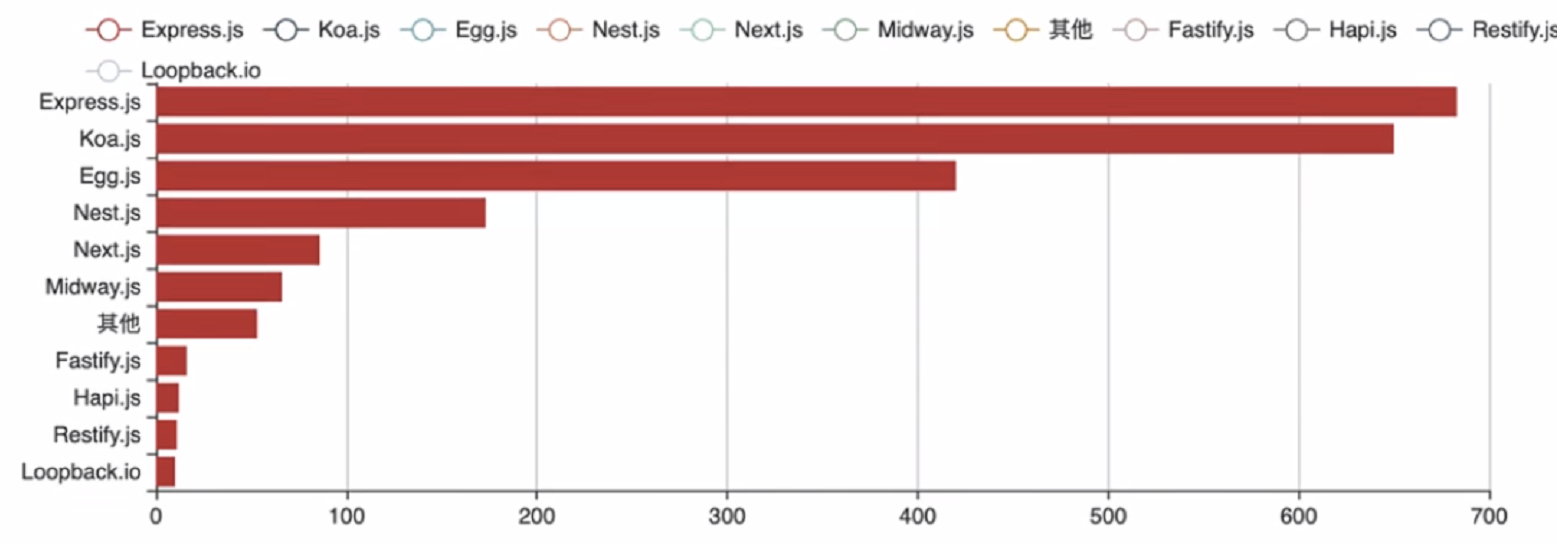 Express.js Koa.js Egg.js Nest.js Next.js Midway.js 其他 Fastify.js Hapi.js Restify.js
Loopback.io
Express.js
Koa.js
Egg.js
Nest.js
Next.js
Midway.js
其他
Fastify.js
Hapi.js
Restify.js
Loopback.io
0 100 200 300 400 500 600 700